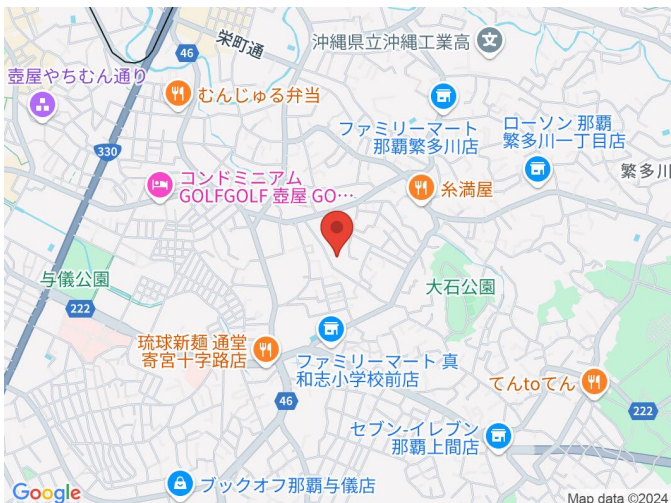 栄町通
沖縄県立沖縄工業高
文
46
壺屋やちむん通り
むんじゅる弁当
ファミリーマート
那覇繁多川店
ローソン 那覇
繁多川一丁目店
330
コンドミニアム
GOLFGOLF 壺屋 GO…
糸満屋
繁多川
与儀公園
大石公園
222
琉球新麺 通堂
寄宮十字路店
ファミリーマート 真
和志小学校前店
てんtoてん
46
222
セブン-イレブン
那覇上間店
ブックオフ那覇与儀店
Google
Map data ©2024